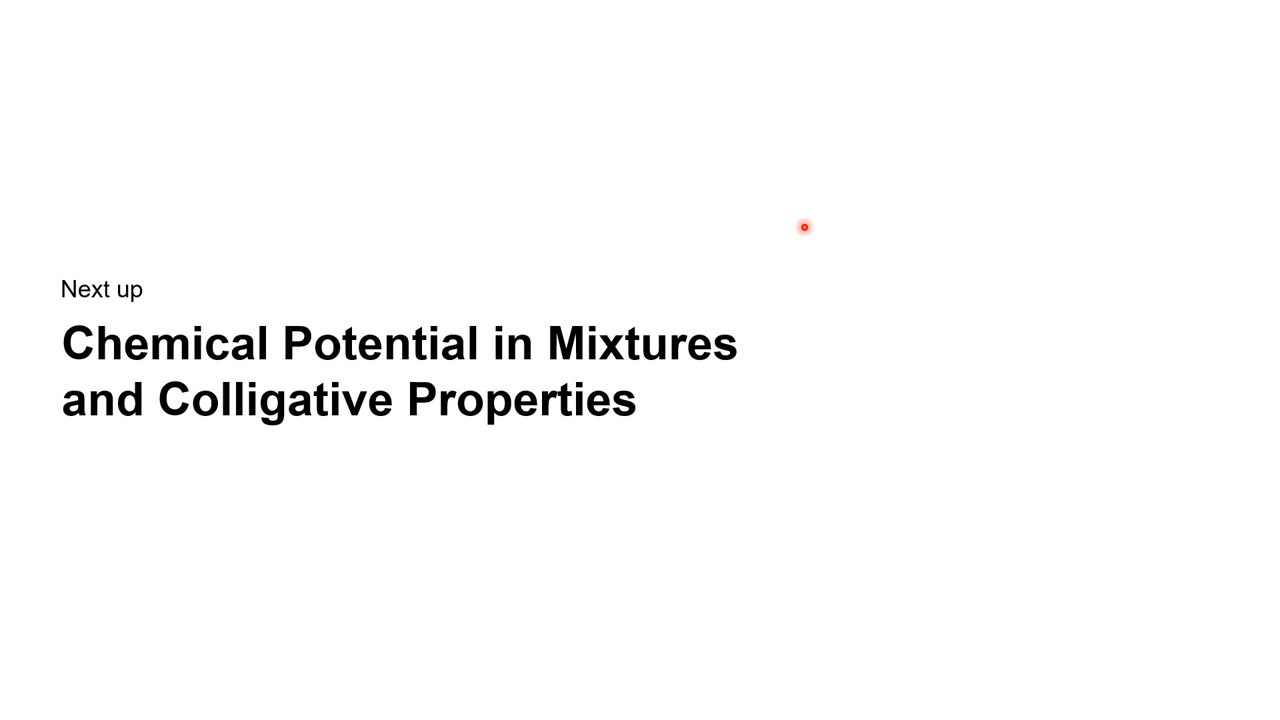 Next up
Chemical Potential in Mixtures
and Colligative Properties